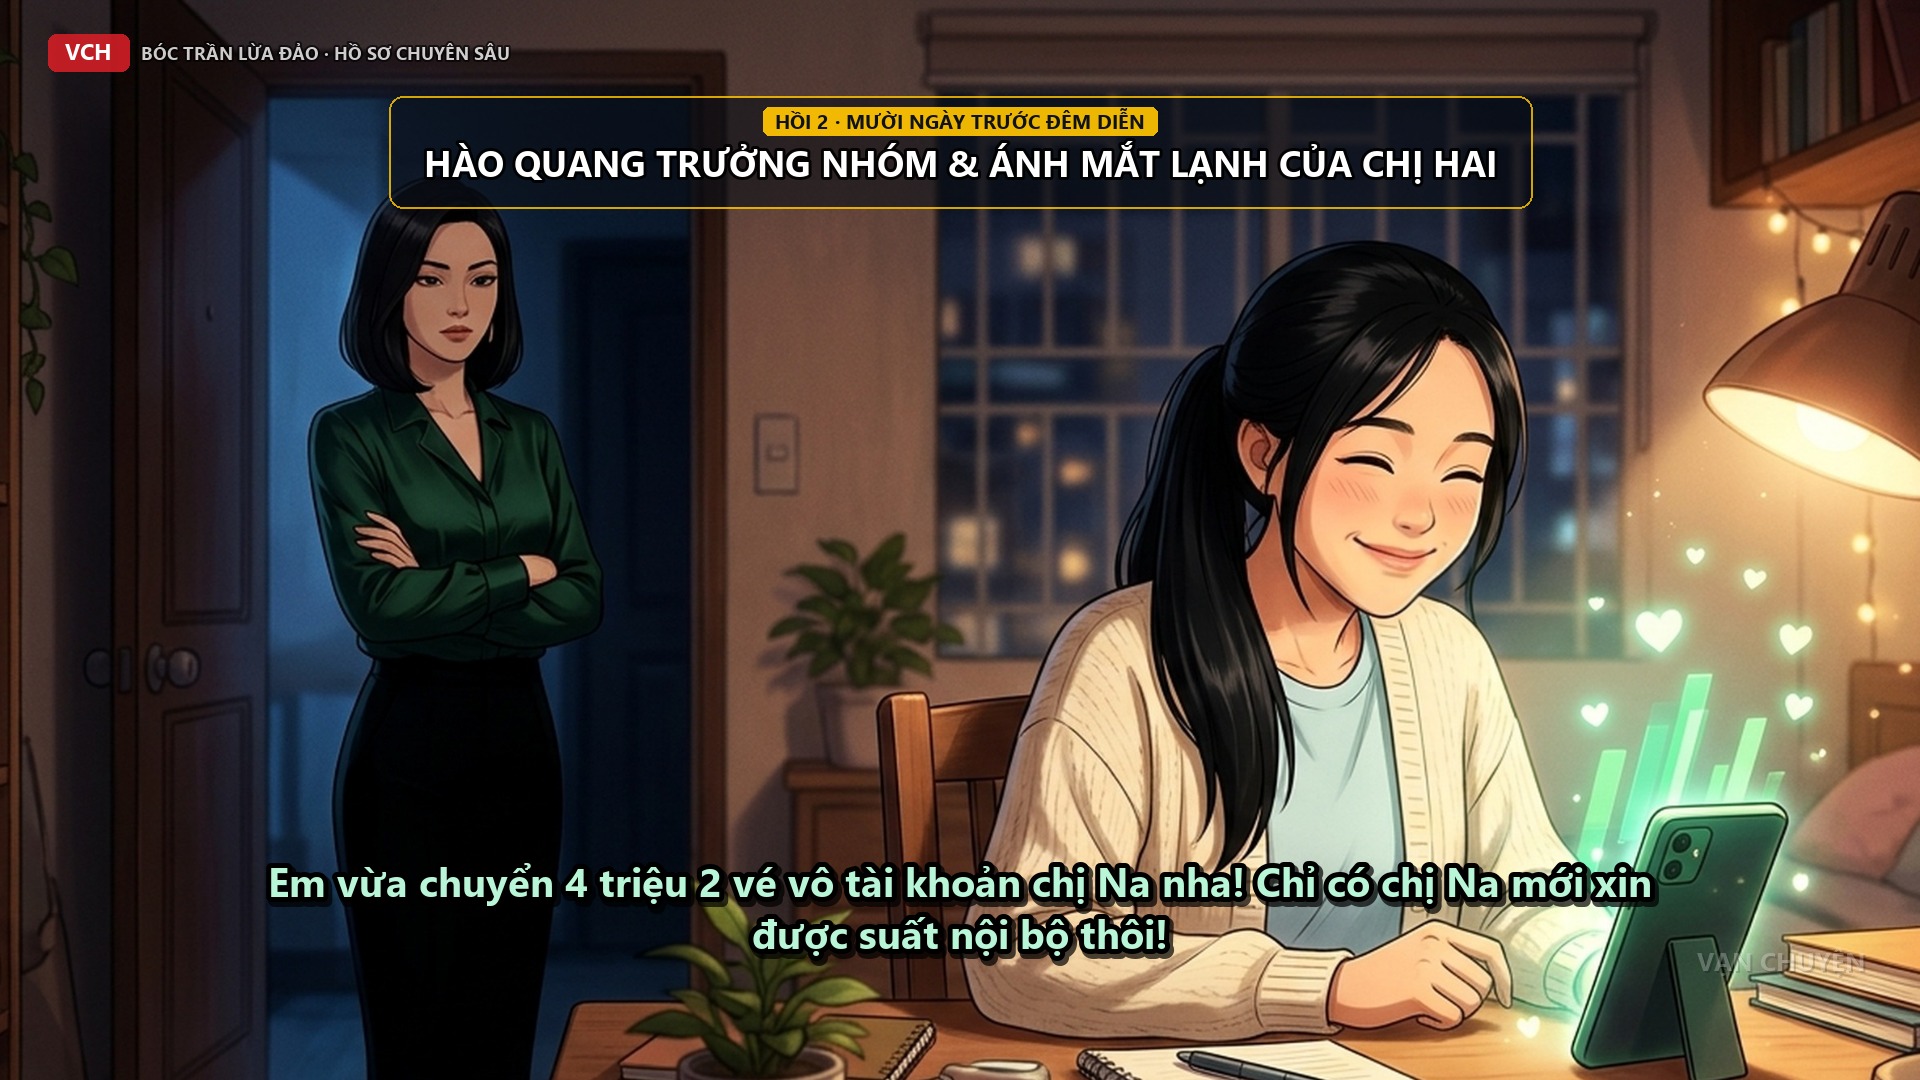 VCH
BÓC TRẦN LỪA ĐẢO · HỒ SƠ CHUYÊN SÂU
HỒI 2 · MƯỜI NGÀY TRƯỚC ĐÊM DIỄN
HÀO QUANG TRƯỞNG NHÓM & ÁNH MẮT LẠNH CỦA CHỊ HAI
Em vừa chuyển 4 triệu 2 vé vô tài khoản chị Na nha! Chỉ có chị Na mới xin
được suất nội bộ thôi!
VẠN CHUYỆN